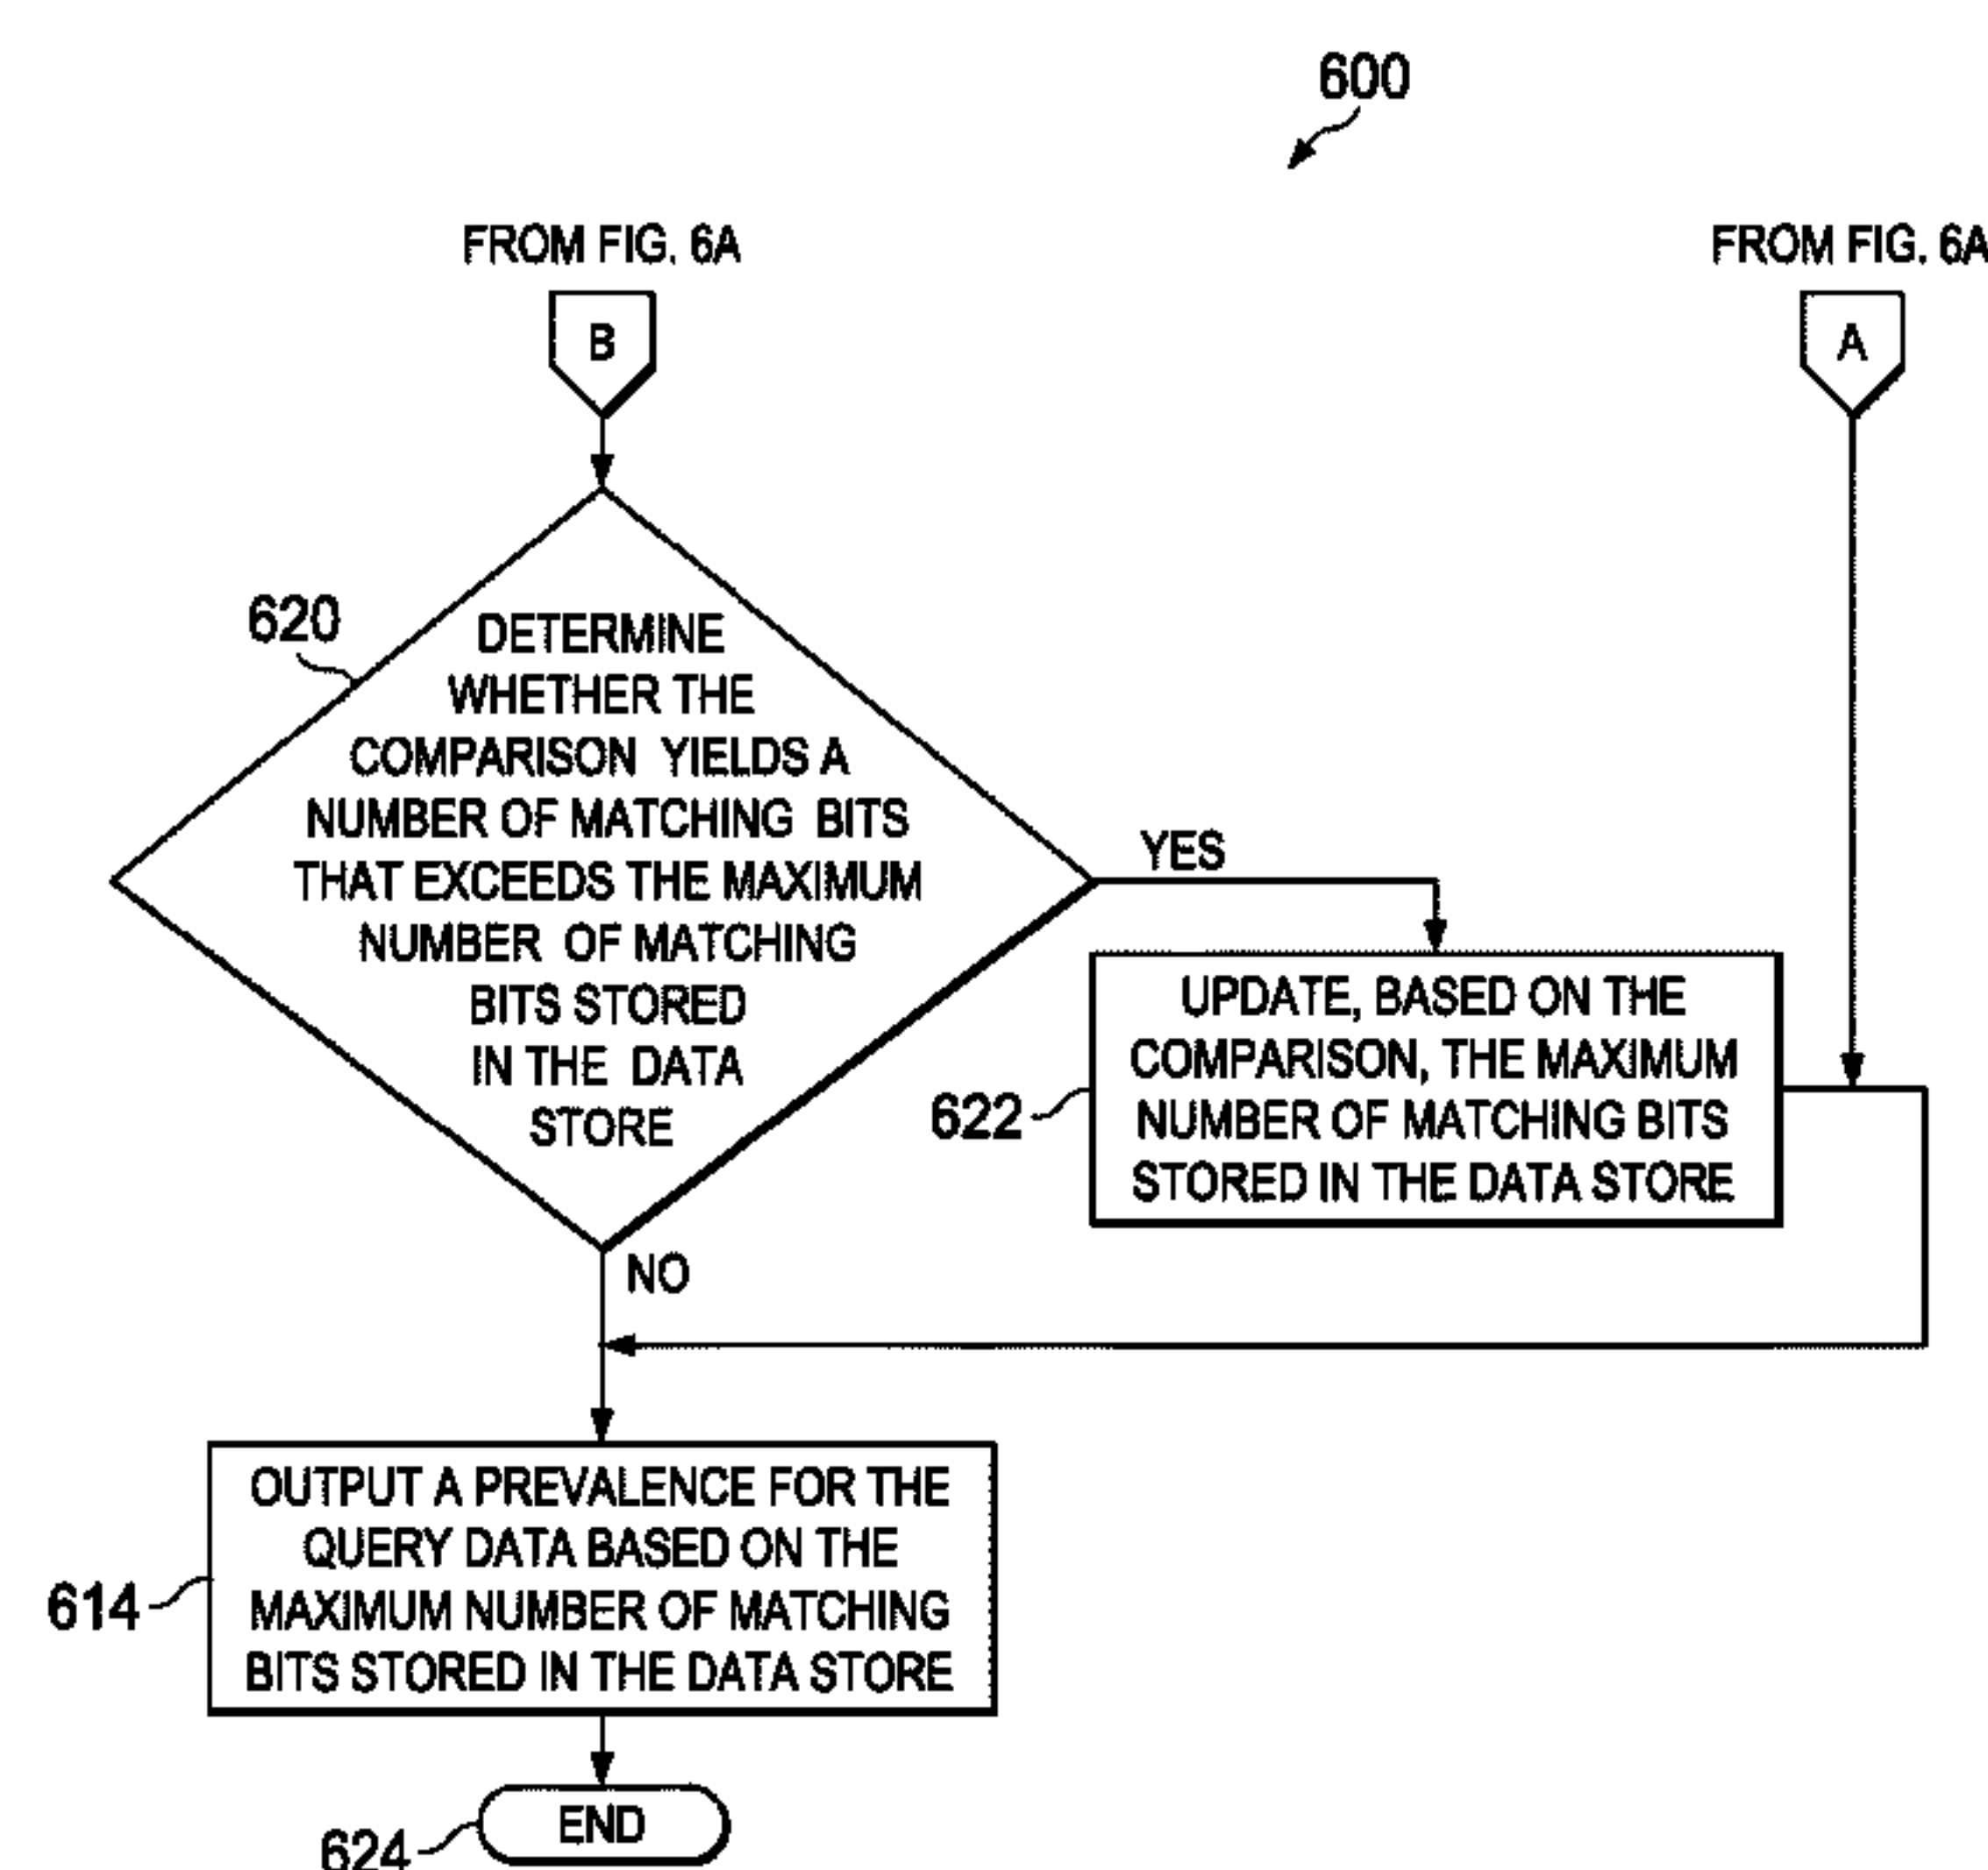 600
FROM FIG. 6A
FROM FIG. 6A
B
A
620
DETERMINE
WHETHER THE
COMPARISON YIELDS A
NUMBER OF MATCHING BITS
THAT EXCEEDS THE MAXIMUM
NUMBER OF MATCHING
BITS STORED
IN THE DATA
STORE
YES
UPDATE, BASED ON THE
COMPARISON, THE MAXIMUM
NUMBER OF MATCHING BITS
STORED IN THE DATA STORE
622
NO
OUTPUT A PREVALENCE FOR THE
QUERY DATA BASED ON THE
MAXIMUM NUMBER OF MATCHING
BITS STORED IN THE DATA STORE
614
END
624